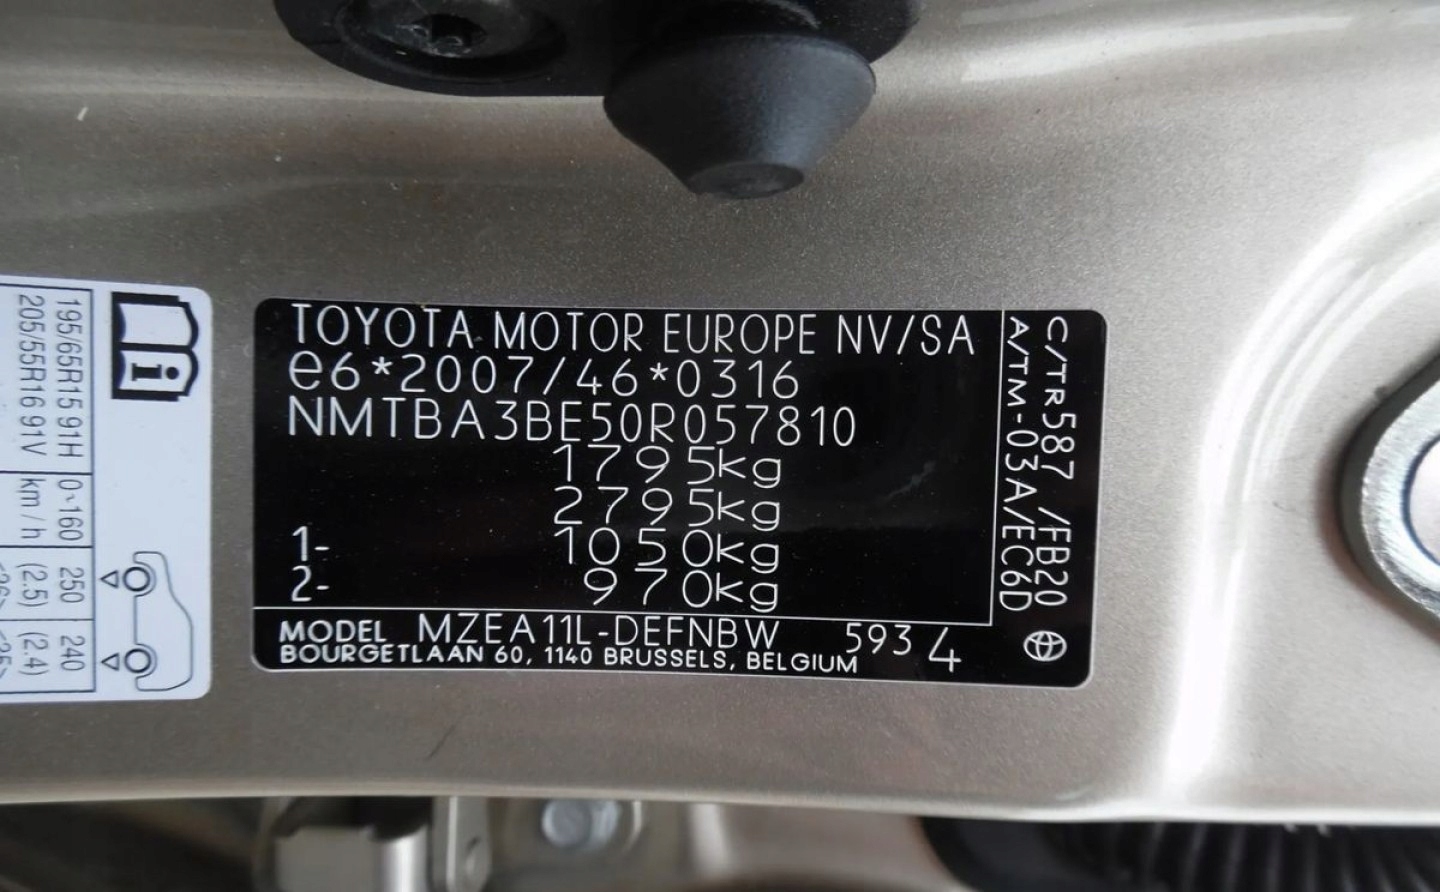 TOYOTA MOTOR EUROPE NV/SA
e6*2007/46*0316
NMTBA3BE50R057810
1795kg
2795kg
1- 1050kg
2- 970kg
MODEL MZEA11L-DEFNBW 593 4
BOURGETLAAN 60, 1140 BRUSSELS, BELGIUM
C/TR587 /FB20
A/TM-03A/EC6D
195/65R15 91H 0~160 250 240
205/55R16 91V km/h (2.5) (2.4)